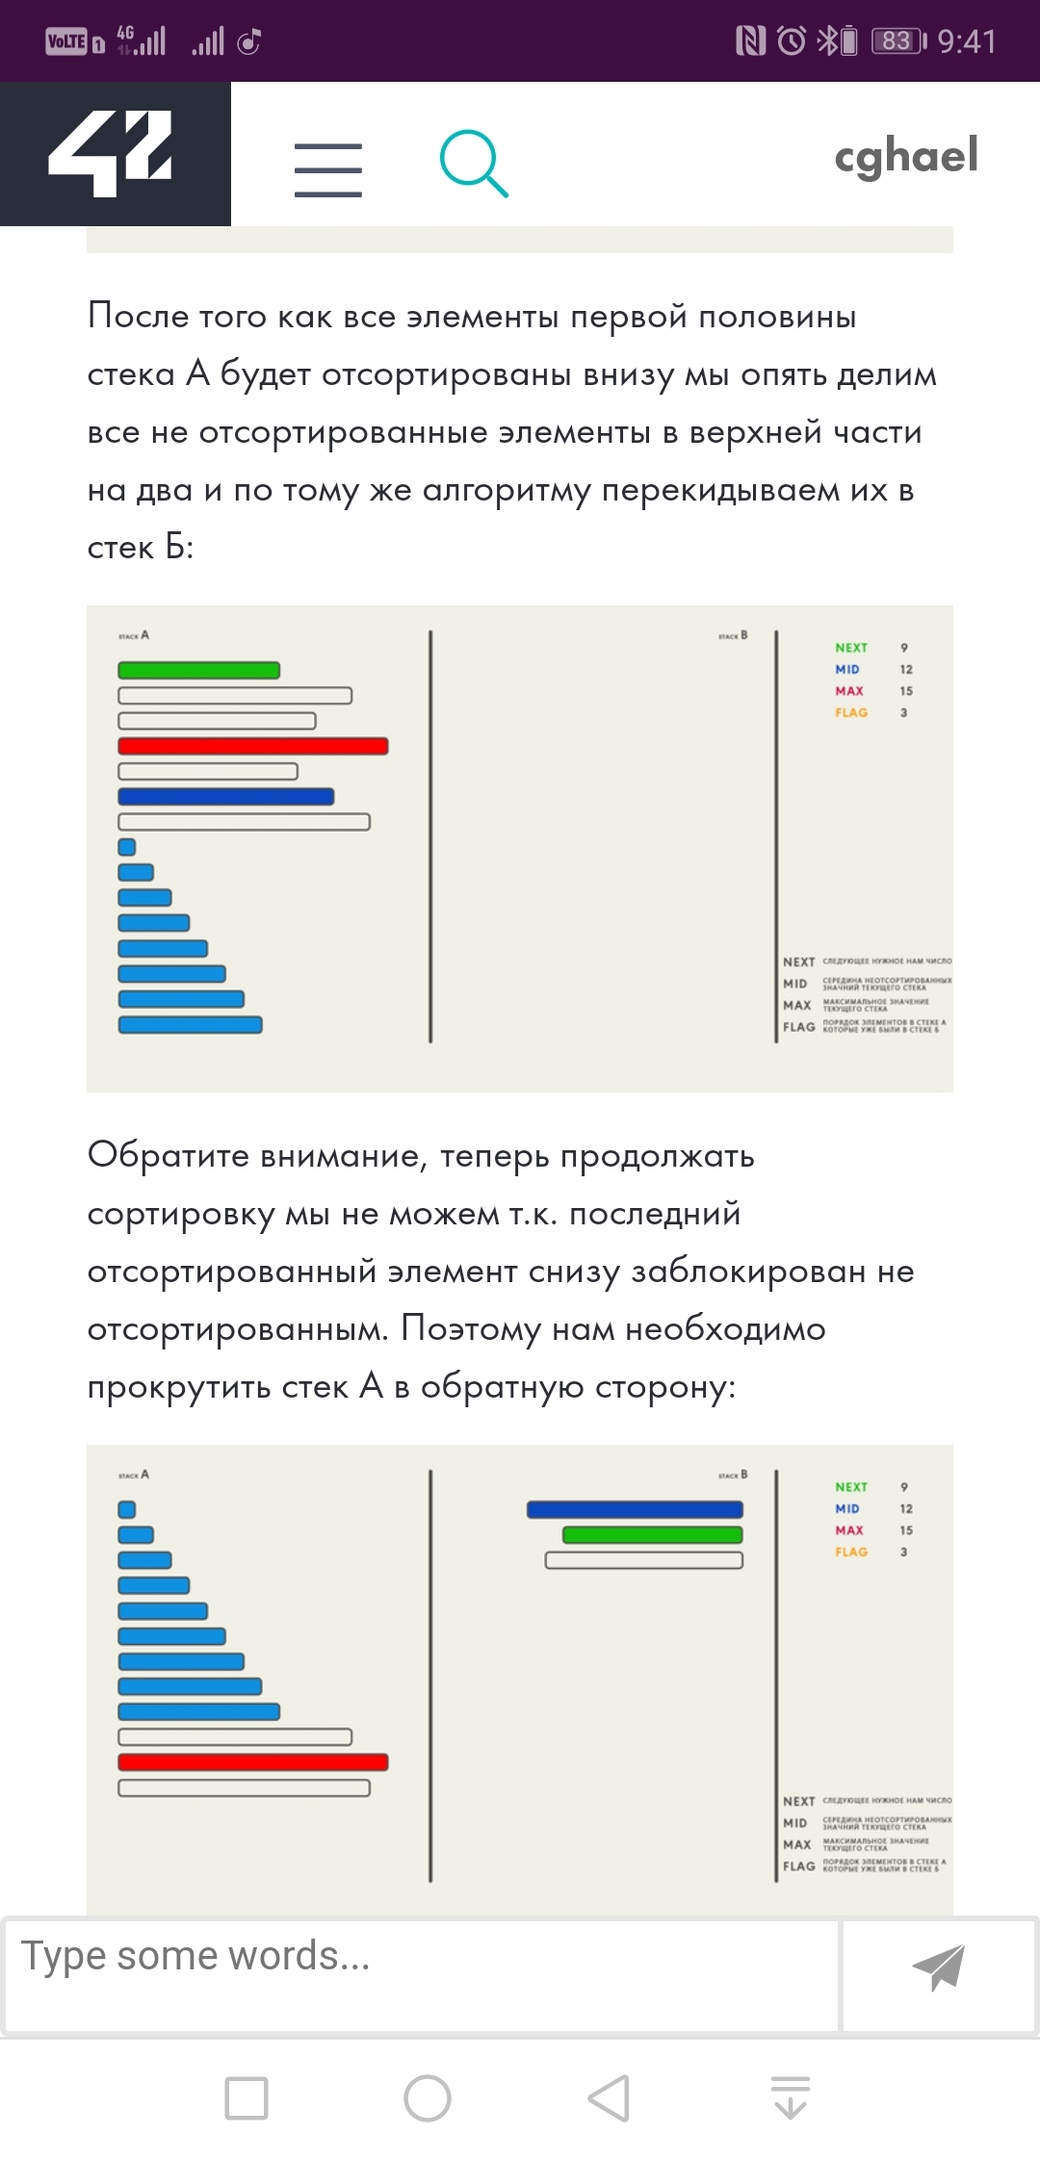 VoLTE 1 4G 83 9:41
42 cghael
После того как все элементы первой половины
стека А будет отсортированы внизу мы опять делим
все не отсортированные элементы в верхней части
на два и по тому же алгоритму перекидываем их в
стек Б:
STACK A STACK B
NEXT 9
MID 12
MAX 15
FLAG 3
NEXT СЛЕДУЮЩЕЕ НУЖНОЕ НАМ ЧИСЛО
MID СЕРЕДИНА НЕОТСОРТИРОВАННЫХ
ЗНАЧНИЙ ТЕКУЩЕГО СТЕКА
MAX МАКСИМАЛЬНОЕ ЗНАЧЕНИЕ
ТЕКУЩЕГО СТЕКА
FLAG ПОРЯДОК ЭЛЕМЕНТОВ В СТЕКЕ А
КОТОРЫЕ УЖЕ БЫЛИ В СТЕКЕ Б
Обратите внимание, теперь продолжать
сортировку мы не можем т.к. последний
отсортированный элемент снизу заблокирован не
отсортированным. Поэтому нам необходимо
прокрутить стек А в обратную сторону:
STACK A STACK B
NEXT 9
MID 12
MAX 15
FLAG 3
NEXT СЛЕДУЮЩЕЕ НУЖНОЕ НАМ ЧИСЛО
MID СЕРЕДИНА НЕОТСОРТИРОВАННЫХ
ЗНАЧНИЙ ТЕКУЩЕГО СТЕКА
MAX МАКСИМАЛЬНОЕ ЗНАЧЕНИЕ
ТЕКУЩЕГО СТЕКА
FLAG ПОРЯДОК ЭЛЕМЕНТОВ В СТЕКЕ А
КОТОРЫЕ УЖЕ БЫЛИ В СТЕКЕ Б
Type some words...